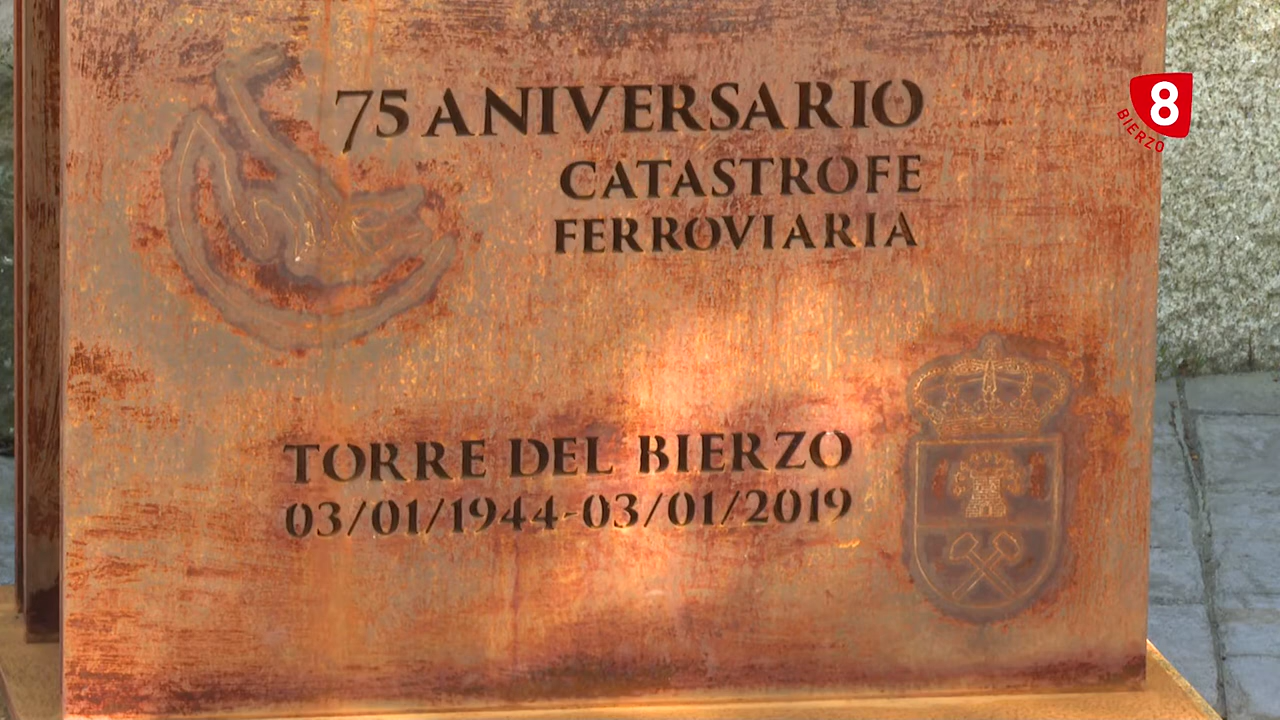 75 ANIVERSARIO
CATASTROFE
FERROVIARIA
TORRE DEL BIERZO
03/01/1944-03/01/2019
8
BIERZO